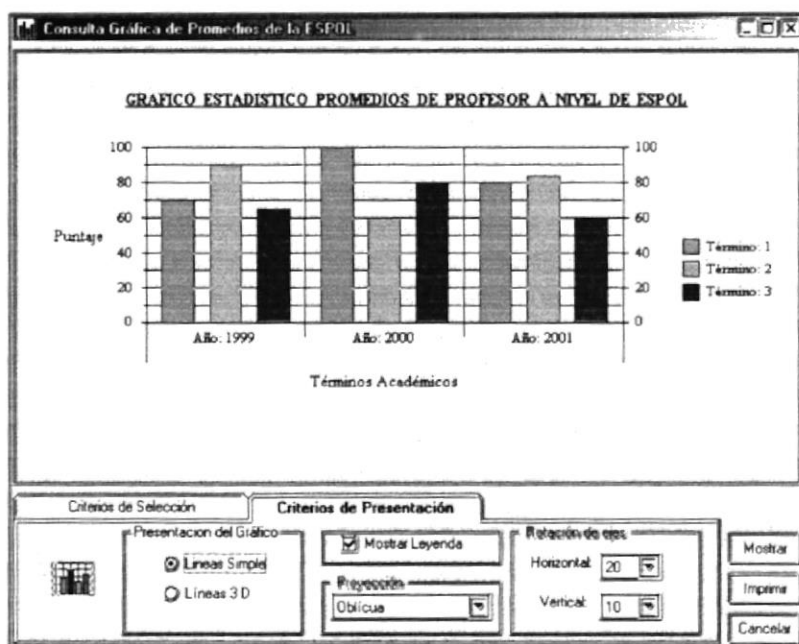 Consulta Gráfica de Promedios de la ESPOL
GRAFICO ESTADISTICO PROMEDIOS DE PROFESOR A NIVEL DE ESPOL
100 100
80 80
60 60
Puntaje
40 40
20 20
0 0
Término: 1
Término: 2
Término: 3
Año: 1999 Año: 2000 Año: 2001
Términos Académicos
Criterios de Selección Criterios de Presentación
Presentacion del Gráfico
Lineas Simple
Líneas 3 D
Mostrar Leyenda
Proyección
Oblícua
Rotación de ejes
Horizontal: 20
Vertical: 10
Mostrar
Imprimir
Cancelar